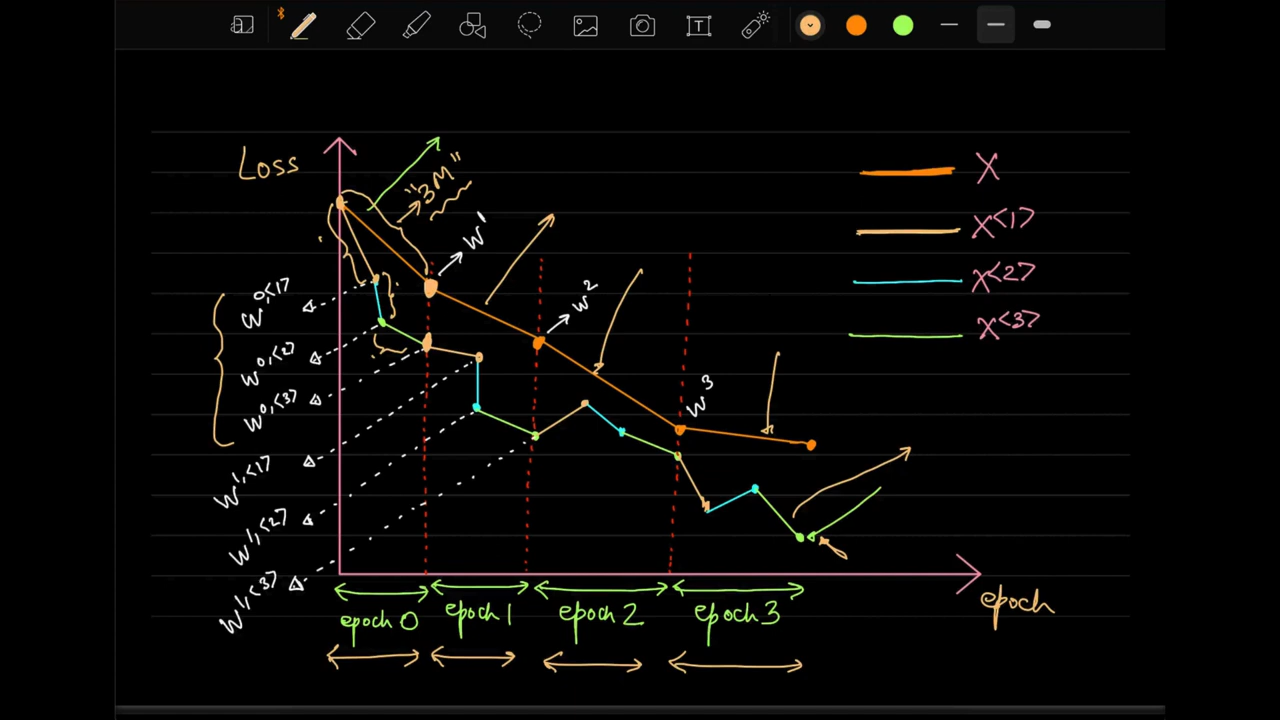 Loss
"3M"
X
X<1>
X<2>
X<3>
w¹
w²
w³
w⁰,<1>
w⁰,<2>
w⁰,<3>
w¹,<1>
w¹,<2>
w¹,<3>
epoch 0
epoch 1
epoch 2
epoch 3
epoch
T